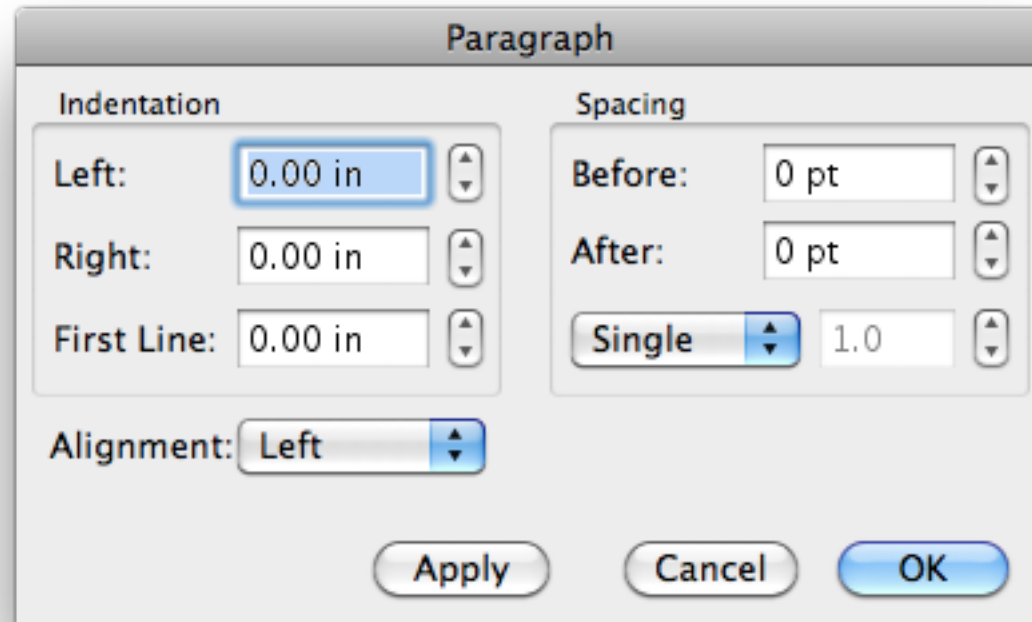 Paragraph
Indentation
Left: 0.00 in
Right: 0.00 in
First Line: 0.00 in
Spacing
Before: 0 pt
After: 0 pt
Single 1.0
Alignment: Left
Apply Cancel OK